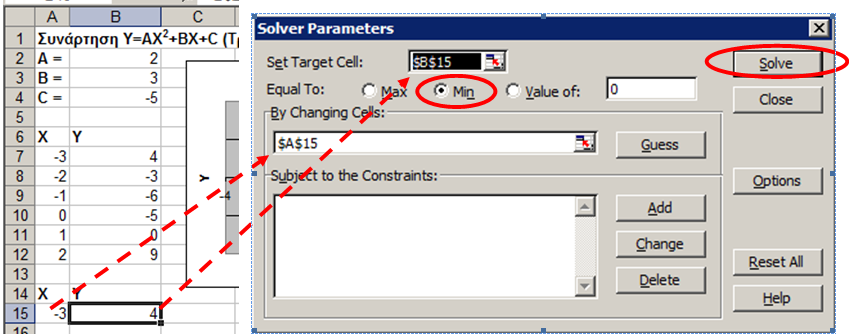 A B C
1 Συνάρτηση Y=AX²+BX+C (Τρ
2 A = 2
3 B = 3
4 C = -5
5
6 X Y
7 -3 4
8 -2 -3
9 -1 -6
10 0 -5
11 1 0
12 2 9
13
14 X Y
15 -3 4
16
Y
-4
Solver Parameters
Set Target Cell: $B$15
Equal To: Max Min Value of: 0
By Changing Cells:
$A$15
Guess
Subject to the Constraints:
Add
Change
Delete
Solve
Close
Options
Reset All
Help